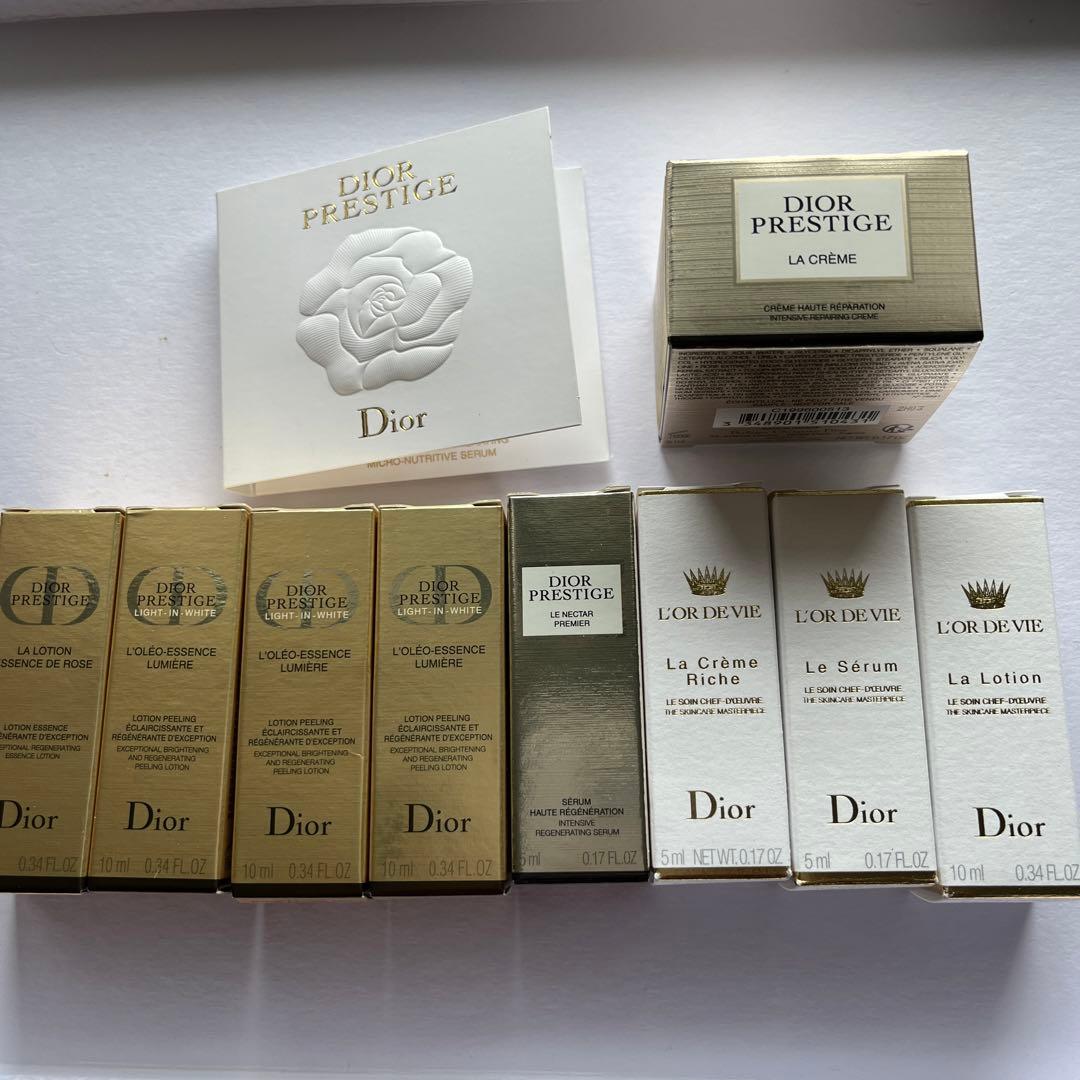 DIOR
PRESTIGE
Dior
MICRO-NUTRITIVE SERUM
DIOR
PRESTIGE
LA CRÈME
CRÈME HAUTE RÉPARATION
INTENSIVE REPAIRING CREME
C199600513
3 348901 310431
DIOR
PRESTIGE
LA LOTION
ESSENCE DE ROSE
LOTION ESSENCE
ESSENCE LOTION
Dior
0.34 FL.OZ
DIOR
PRESTIGE
LIGHT-IN-WHITE
L'OLÉO-ESSENCE
LUMIÈRE
LOTION PEELING
ÉCLAIRCISSANTE ET
RÉGÉNÉRANTE D'EXCEPTION
EXCEPTIONAL BRIGHTENING
AND REGENERATING
PEELING LOTION
Dior
10 ml 0.34 FL.OZ
DIOR
PRESTIGE
LIGHT-IN-WHITE
L'OLÉO-ESSENCE
LUMIÈRE
LOTION PEELING
ÉCLAIRCISSANTE ET
RÉGÉNÉRANTE D'EXCEPTION
EXCEPTIONAL BRIGHTENING
AND REGENERATING
PEELING LOTION
Dior
10 ml 0.34 FL.OZ
DIOR
PRESTIGE
LIGHT-IN-WHITE
L'OLÉO-ESSENCE
LUMIÈRE
LOTION PEELING
ÉCLAIRCISSANTE ET
RÉGÉNÉRANTE D'EXCEPTION
EXCEPTIONAL BRIGHTENING
AND REGENERATING
PEELING LOTION
Dior
10 ml 0.34 FL.OZ
DIOR
PRESTIGE
LE NECTAR
PREMIER
SÉRUM
HAUTE RÉGÉNÉRATION
INTENSIVE
REGENERATING SERUM
5 ml 0.17 FL.OZ
L'OR DE VIE
La Crème
Riche
LE SOIN CHEF-D'ŒUVRE
THE SKINCARE MASTERPIECE
Dior
5 ml NET WT. 0.17 OZ
L'OR DE VIE
Le Sérum
LE SOIN CHEF-D'ŒUVRE
THE SKINCARE MASTERPIECE
Dior
5 ml 0.17 FL.OZ
L'OR DE VIE
La Lotion
LE SOIN CHEF-D'ŒUVRE
THE SKINCARE MASTERPIECE
Dior
10 ml 0.34 FL.OZ